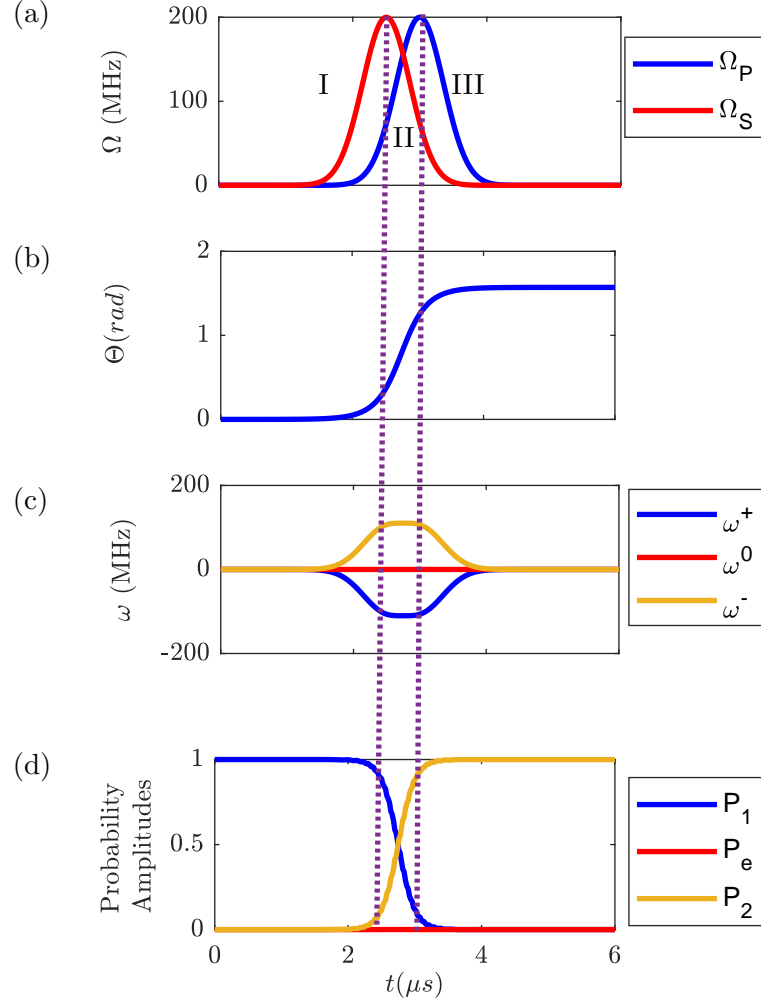 (a)
Ω (MHz)
200
100
0
I
II
III
Ω_P
Ω_S
(b)
Θ(rad)
2
1
0
(c)
ω (MHz)
200
0
-200
ω^+
ω^0
ω^-
(d)
Probability
Amplitudes
1
0.5
0
0 2 4 6
t(μs)
P_1
P_e
P_2